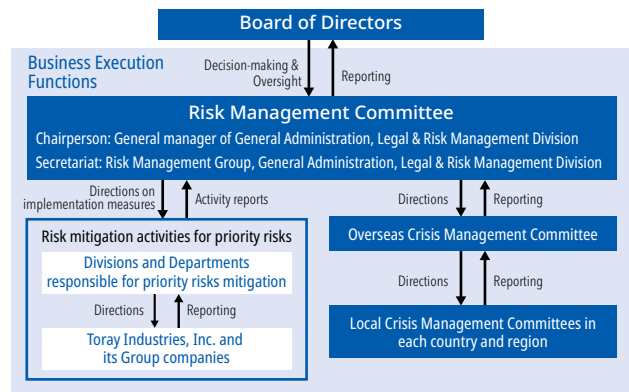 Board of Directors
Business Execution
Functions
Decision-making &
Oversight
Reporting
Risk Management Committee
Chairperson: General manager of General Administration, Legal & Risk Management Division
Secretariat: Risk Management Group, General Administration, Legal & Risk Management Division
Directions on
implementation measures
Activity reports
Directions
Reporting
Risk mitigation activities for priority risks
Divisions and Departments
responsible for priority risks mitigation
Directions
Reporting
Toray Industries, Inc. and
its Group companies
Overseas Crisis Management Committee
Directions
Reporting
Local Crisis Management Committees in
each country and region